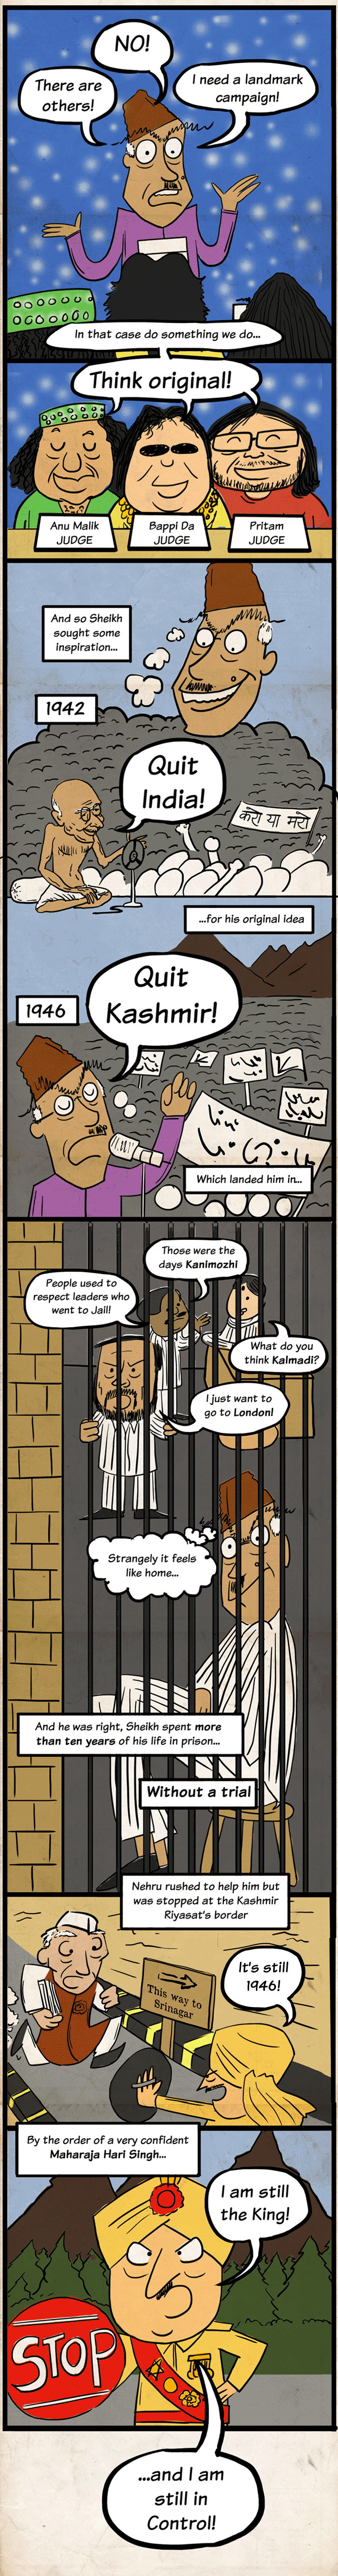 NO!
There are
others!
I need a landmark
campaign!
In that case do something we do...
Think original!
Anu Malik
JUDGE
Bappi Da
JUDGE
Pritam
JUDGE
And so Sheikh
sought some
inspiration...
1942
Quit
India!
करो या मरो
...for his original idea
1946
Quit
Kashmir!
Which landed him in...
Those were the
days Kanimozhi
People used to
respect leaders who
went to Jail!
What do you
think Kalmadi?
I just want to
go to London!
Strangely it feels
like home...
And he was right, Sheikh spent more
than ten years of his life in prison...
Without a trial
Nehru rushed to help him but
was stopped at the Kashmir
Riyasat's border
It's still
1946!
This way to
Srinagar
By the order of a very confident
Maharaja Hari Singh...
I am still
the King!
STOP
...and I am
still in
Control!